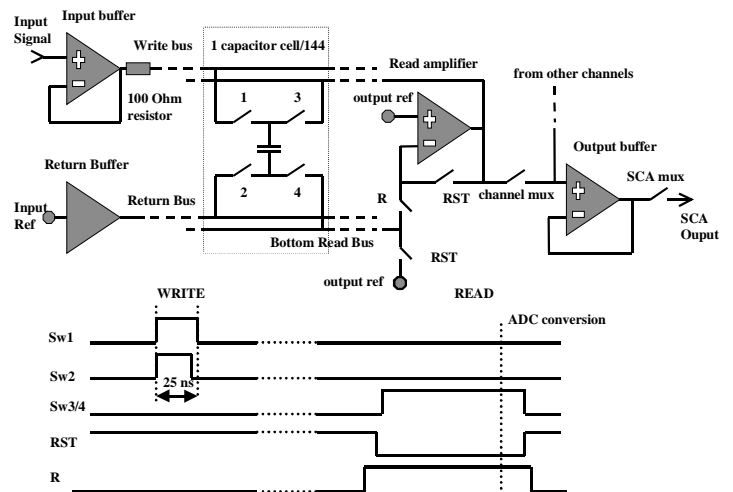 Input buffer
Input
Signal
Write bus
1 capacitor cell/144
Read amplifier
from other channels
100 Ohm
resistor
1
3
output ref
Output buffer
Return Buffer
2
4
R
RST
channel mux
SCA mux
Input
Ref
Return Bus
SCA
Ouput
Bottom Read Bus
RST
output ref
WRITE
READ
ADC conversion
Sw1
Sw2
25 ns
Sw3/4
RST
R